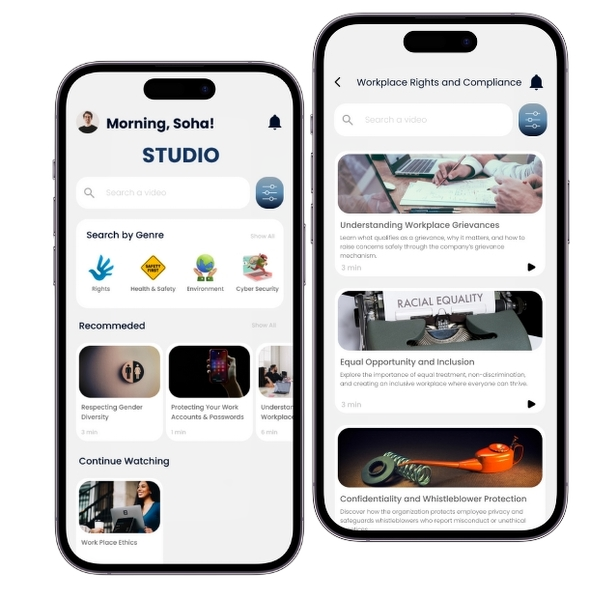 Morning, Soha!
STUDIO
Search a video
Search by Genre
Show All
Rights
SAFETY
FIRST
Health & Safety
Environment
Cyber Security
Recommeded
Show All
Respecting Gender
Diversity
3 min
Protecting Your Work
Accounts & Passwords
1 min
Understan
Workplac
6 min
Continue Watching
Work Place Ethics
Workplace Rights and Compliance
Search a video
Understanding Workplace Grievances
Learn what qualifies as a grievance, why it matters, and how to
raise concerns safely through the company's grievance
mechanism.
3 min
RACIAL EQUALITY
Equal Opportunity and Inclusion
Explore the importance of equal treatment, non-discrimination,
and creating an inclusive workplace where everyone can thrive.
3 min
Confidentiality and Whistleblower Protection
Discover how the organization protects employee privacy and
safeguards whistleblowers who report misconduct or unethical